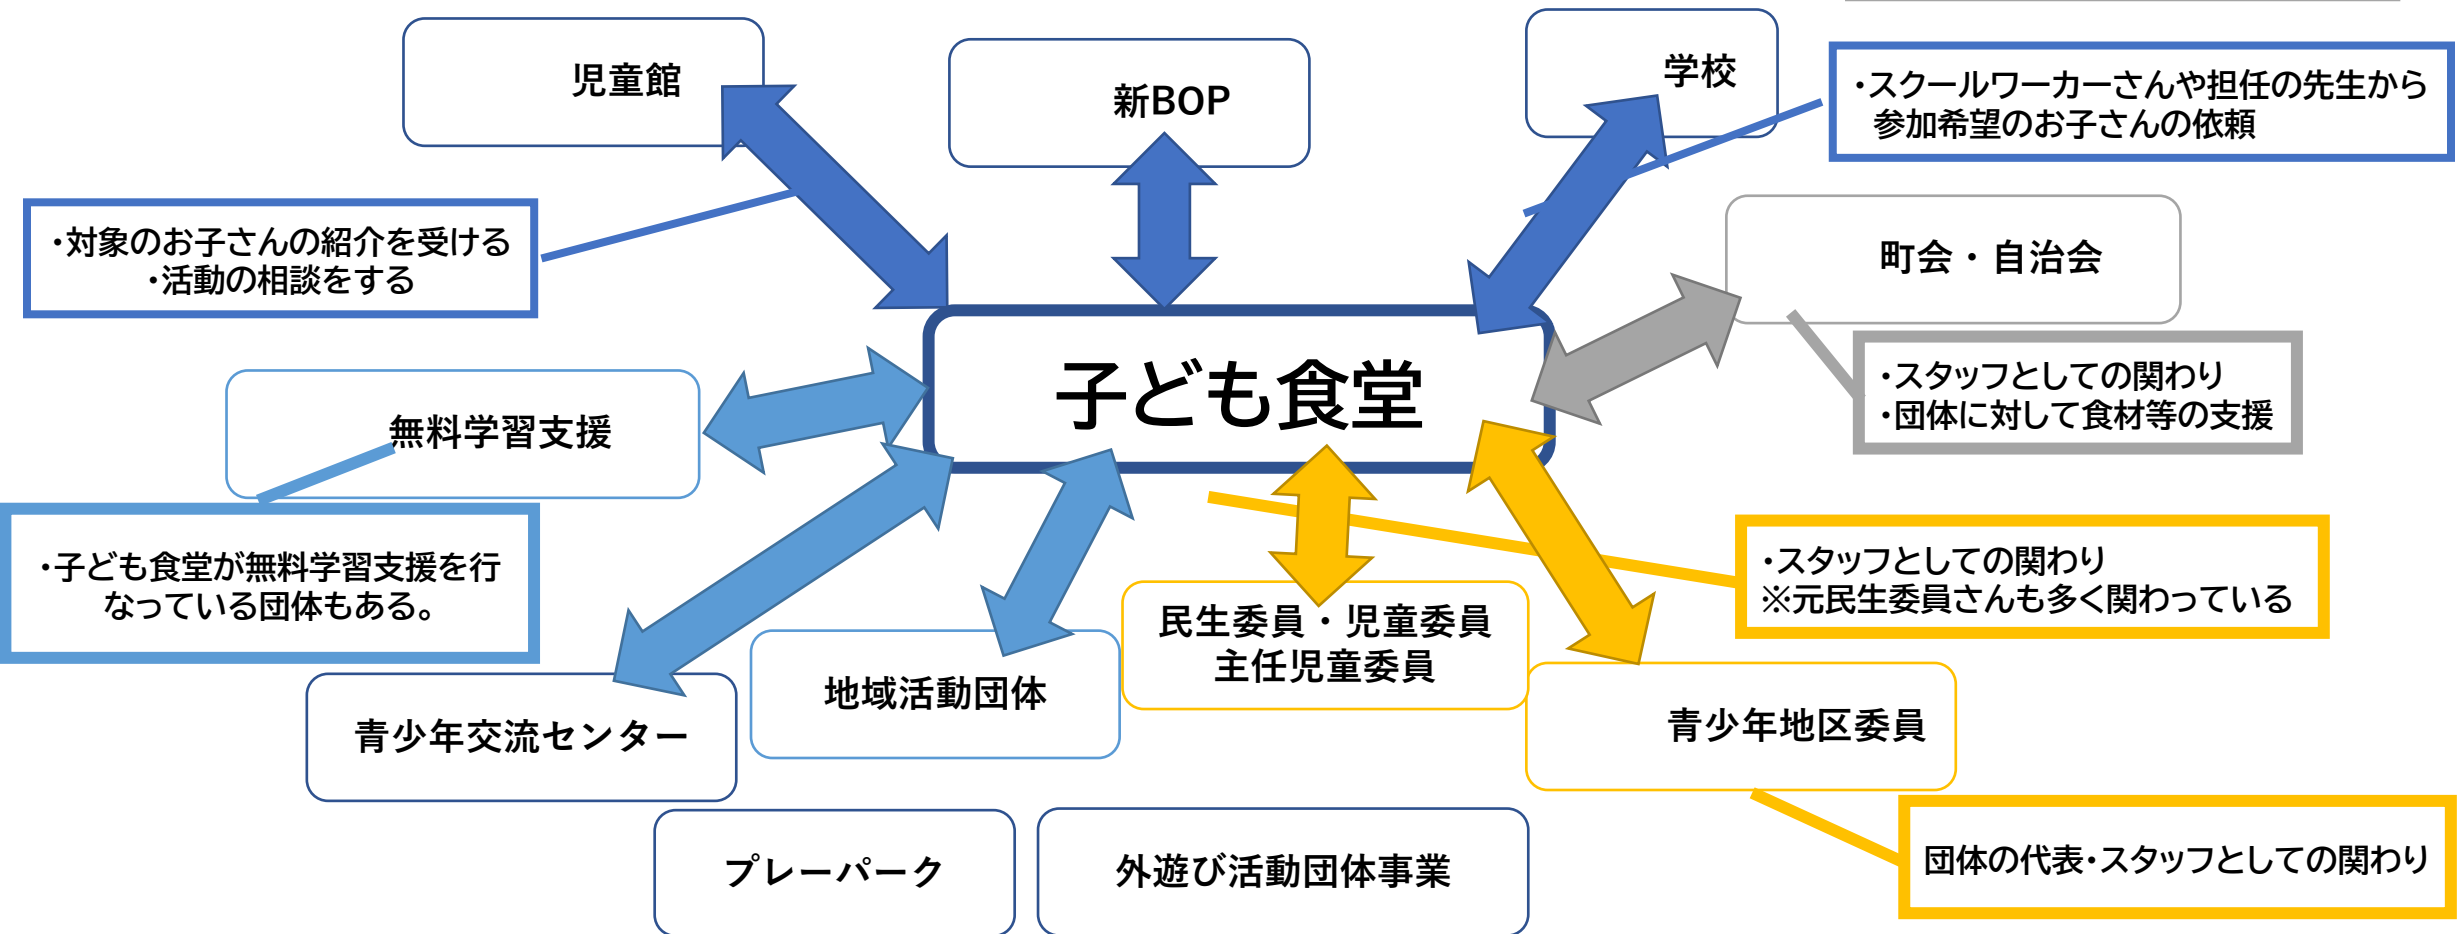 児童館
新BOP
学校
・スクールワーカーさんや担任の先生から
参加希望のお子さんの依頼
・対象のお子さんの紹介を受ける
・活動の相談をする
町会・自治会
子ども食堂
・スタッフとしての関わり
・団体に対して食材等の支援
無料学習支援
・子ども食堂が無料学習支援を行
なっている団体もある。
・スタッフとしての関わり
※元民生委員さんも多く関わっている
民生委員・児童委員
主任児童委員
地域活動団体
青少年交流センター
青少年地区委員
プレーパーク
外遊び活動団体事業
団体の代表・スタッフとしての関わり